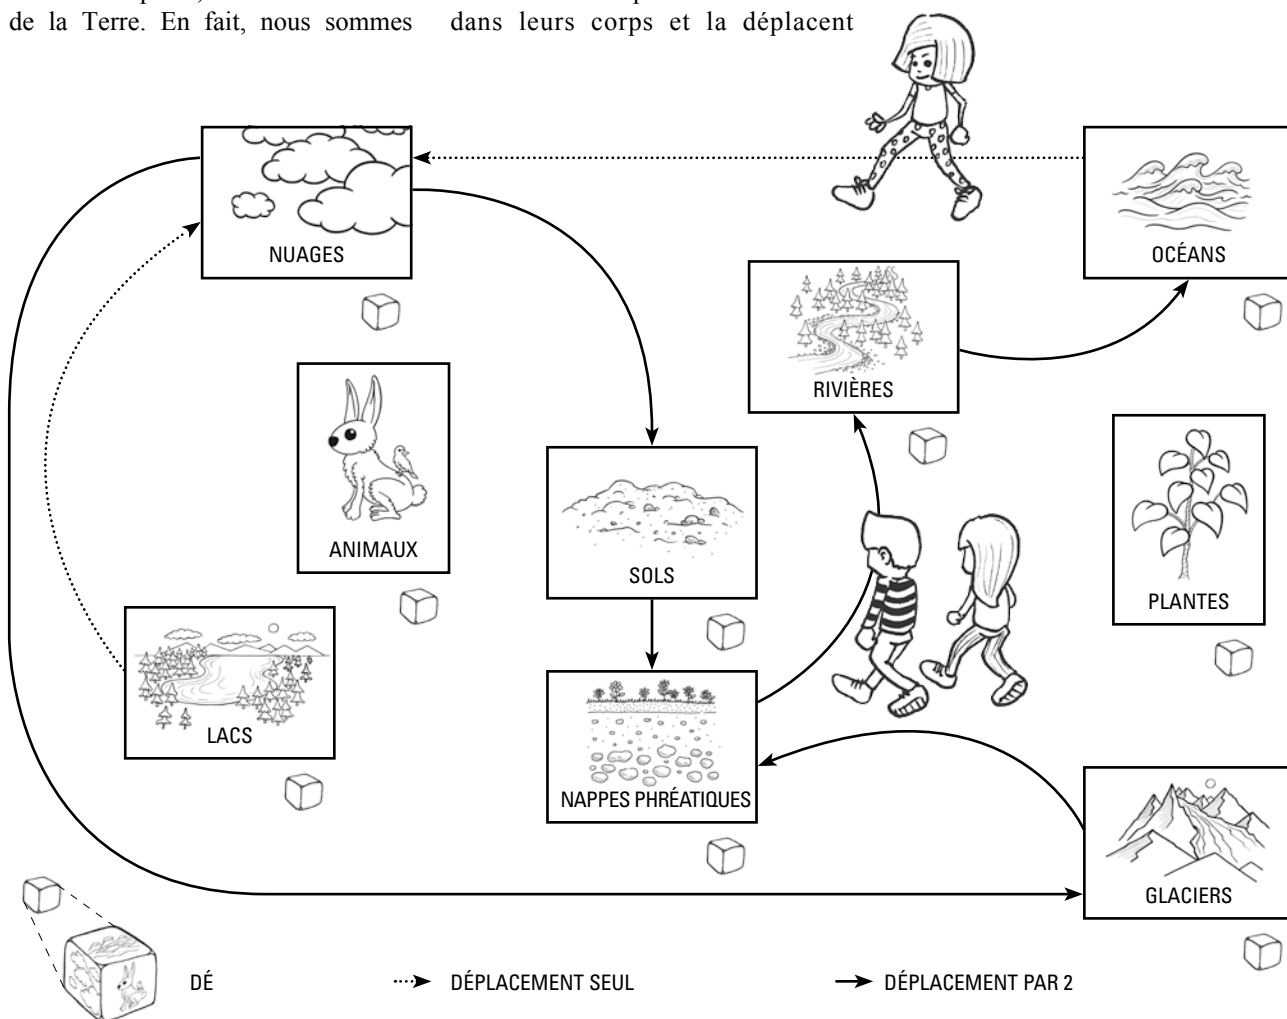 de la Terre. En fait, nous sommes
dans leurs corps et la déplacent
NUAGES
OCÉANS
RIVIÈRES
ANIMAUX
SOLS
PLANTES
LACS
NAPPES PHRÉATIQUES
GLACIERS
DÉ
DÉPLACEMENT SEUL
DÉPLACEMENT PAR 2